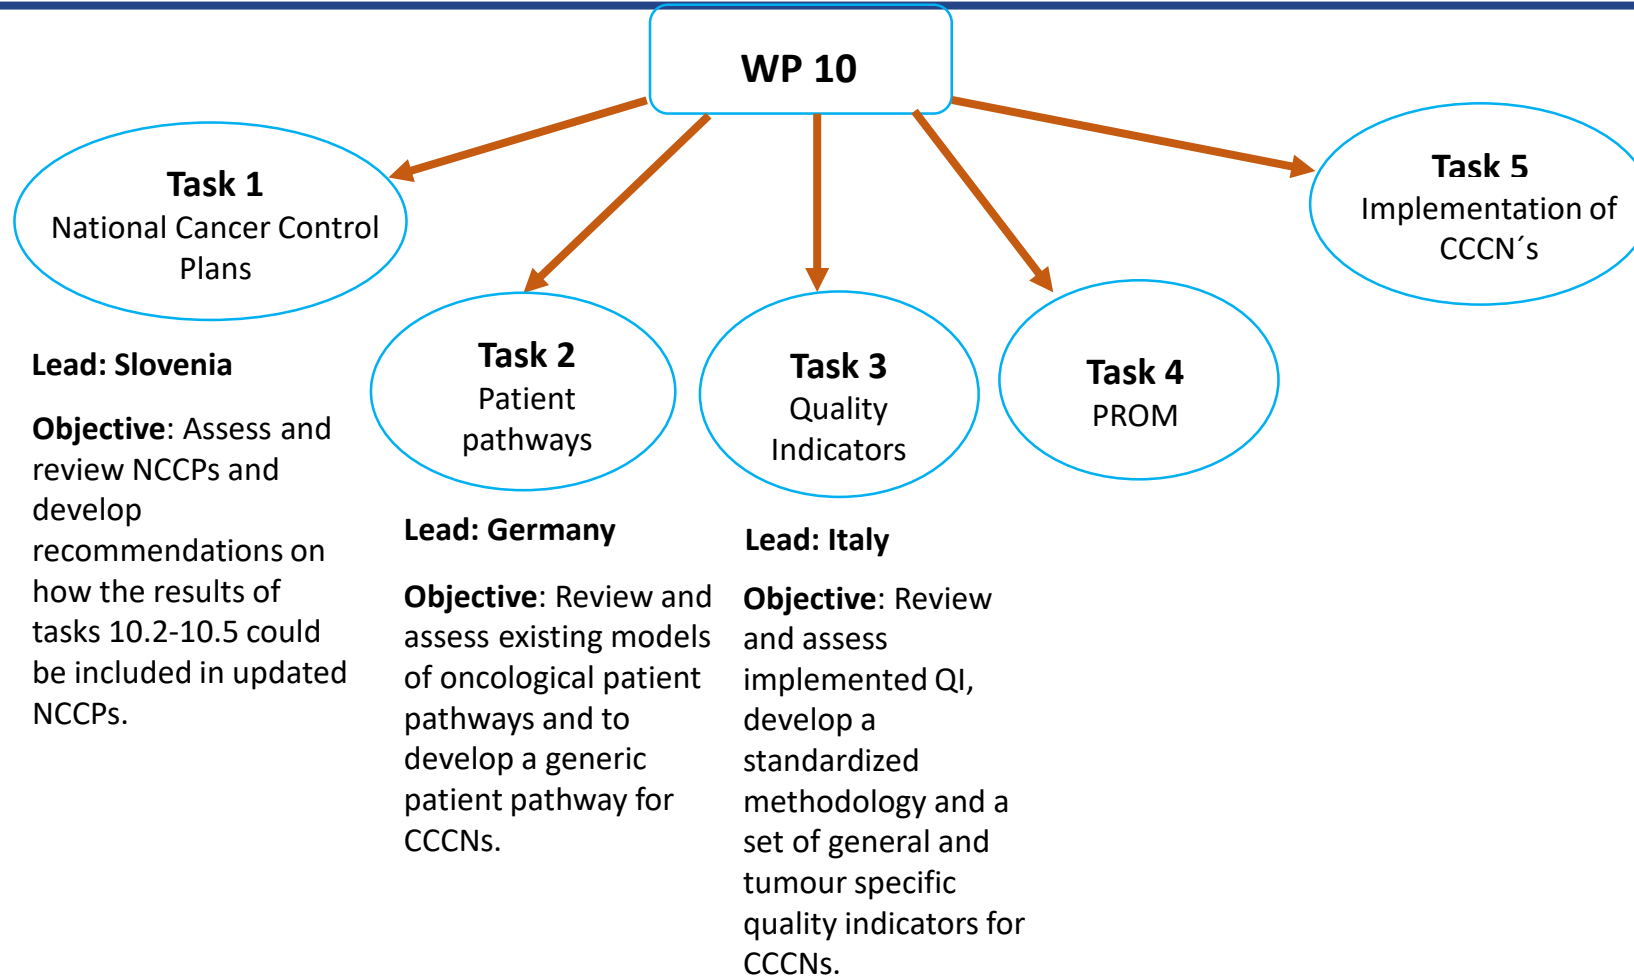 WP 10
Task 1
National Cancer Control
Plans
Lead: Slovenia
Objective: Assess and
review NCCPs and
develop
recommendations on
how the results of
tasks 10.2-10.5 could
be included in updated
NCCPs.
Task 2
Patient
pathways
Lead: Germany
Objective: Review and
assess existing models
of oncological patient
pathways and to
develop a generic
patient pathway for
CCCNs.
Task 3
Quality
Indicators
Lead: Italy
Objective: Review
and assess
implemented QI,
develop a
standardized
methodology and a
set of general and
tumour specific
quality indicators for
CCCNs.
Task 4
PROM
Task 5
Implementation of
CCCN´s